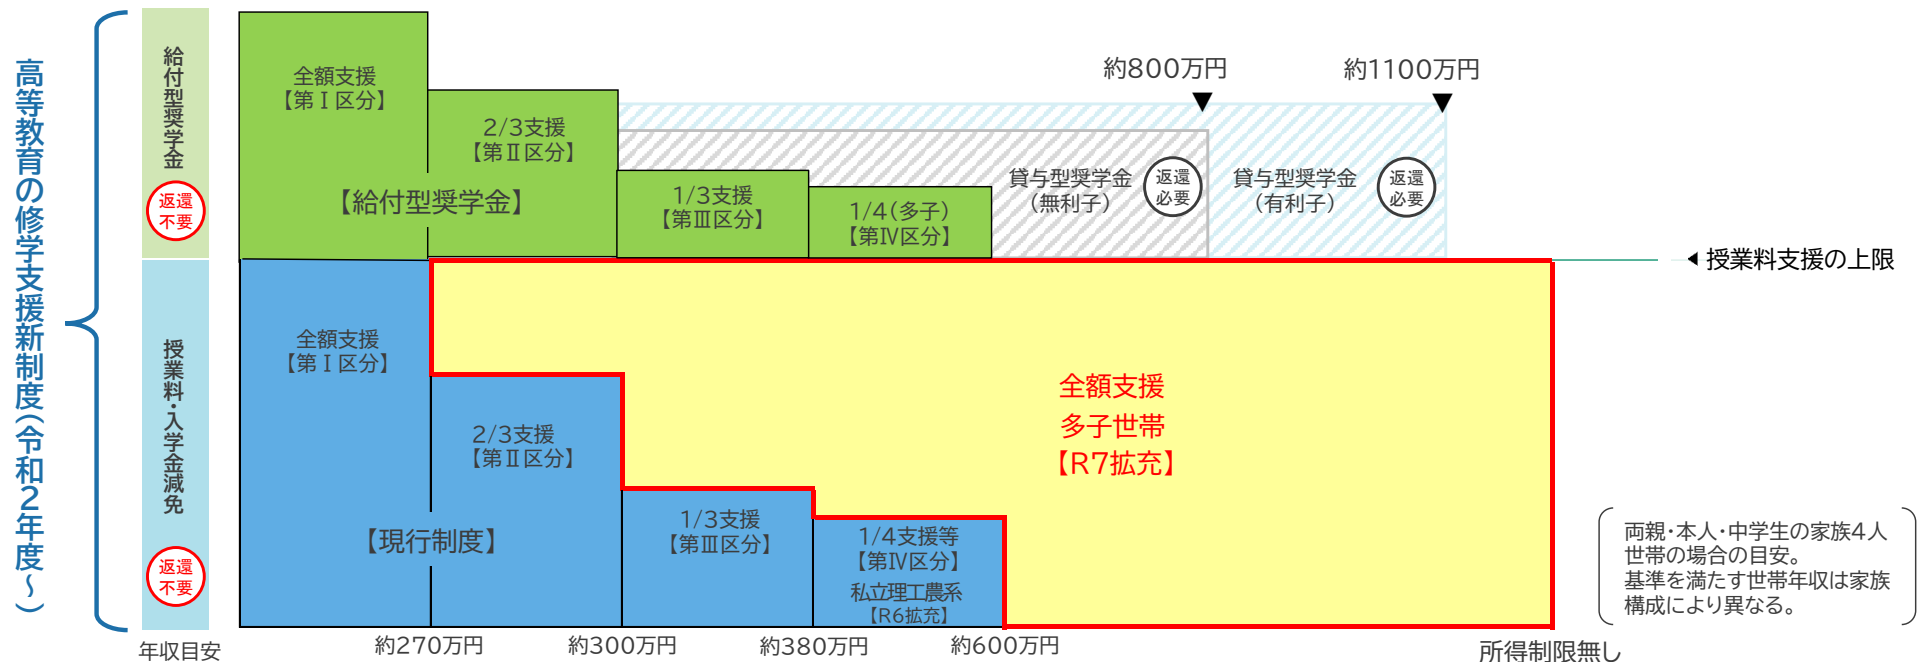 高等教育の修学支援新制度(令和2年度～)
給付型奨学金
返還
不要
授業料・入学金減免
返還
不要
年収目安
全額支援
【第Ⅰ区分】
2/3支援
【第Ⅱ区分】
【給付型奨学金】
1/3支援
【第Ⅲ区分】
1/4(多子)
【第Ⅳ区分】
約800万円
約1100万円
貸与型奨学金
(無利子)
返還
必要
貸与型奨学金
(有利子)
返還
必要
授業料支援の上限
全額支援
【第Ⅰ区分】
2/3支援
【第Ⅱ区分】
【現行制度】
1/3支援
【第Ⅲ区分】
1/4支援等
【第Ⅳ区分】
私立理工農系
【R6拡充】
全額支援
多子世帯
【R7拡充】
両親・本人・中学生の家族4人
世帯の場合の目安。
基準を満たす世帯年収は家族
構成により異なる。
約270万円
約300万円
約380万円
約600万円
所得制限無し